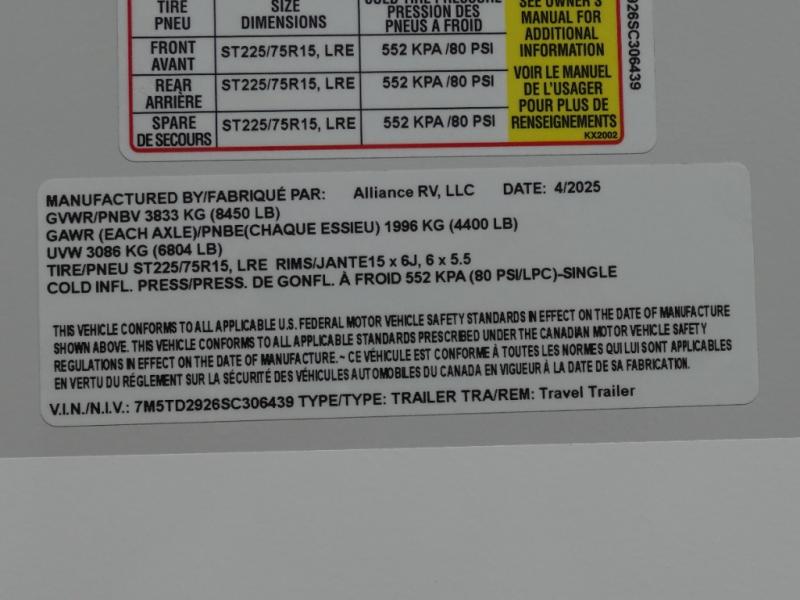 TIRE SIZE COLD TIRE PRESSURE SEE OWNER'S
PNEU DIMENSIONS PRESSION DES MANUAL FOR
PNEUS A FROID ADDITIONAL
INFORMATION
FRONT ST225/75R15, LRE 552 KPA /80 PSI
AVANT
REAR ST225/75R15, LRE 552 KPA /80 PSI
ARRIÈRE
SPARE ST225/75R15, LRE 552 KPA /80 PSI
DE SECOURS
VOIR LE MANUEL
DE L'USAGER
POUR PLUS DE
RENSEIGNEMENTS
KX2002
926SC306439
MANUFACTURED BY/FABRIQUÉ PAR: Alliance RV, LLC DATE: 4/2025
GVWR/PNBV 3833 KG (8450 LB)
GAWR (EACH AXLE)/PNBE(CHAQUE ESSIEU) 1996 KG (4400 LB)
UVW 3086 KG (6804 LB)
TIRE/PNEU ST225/75R15, LRE RIMS/JANTE15 x 6J, 6 x 5.5
COLD INFL. PRESS/PRESS. DE GONFL. À FROID 552 KPA (80 PSI/LPC)-SINGLE
THIS VEHICLE CONFORMS TO ALL APPLICABLE U.S. FEDERAL MOTOR VEHICLE SAFETY STANDARDS IN EFFECT ON THE DATE OF MANUFACTURE
SHOWN ABOVE. THIS VEHICLE CONFORMS TO ALL APPLICABLE STANDARDS PRESCRIBED UNDER THE CANADIAN MOTOR VEHICLE SAFETY
REGULATIONS IN EFFECT ON THE DATE OF MANUFACTURE. ~ CE VÉHICULE EST CONFORME À TOUTES LES NORMES QUI LUI SONT APPLICABLES
EN VERTU DU RÉGLEMENT SUR LA SÉCURITÉ DES VÉHICULES AUTOMOBILES DU CANADA EN VIGUEUR À LA DATE DE SA FABRICATION.
V.I.N./N.I.V.: 7M5TD2926SC306439 TYPE/TYPE: TRAILER TRA/REM: Travel Trailer